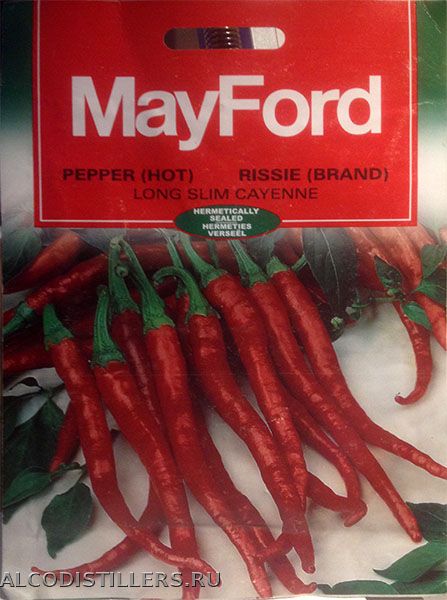 MayFord
PEPPER (HOT) RISSIE (BRAND)
LONG SLIM CAYENNE
HERMETICALLY
SEALED
HERMETIES
VERSEËL
ALCODISTILLERS.RU